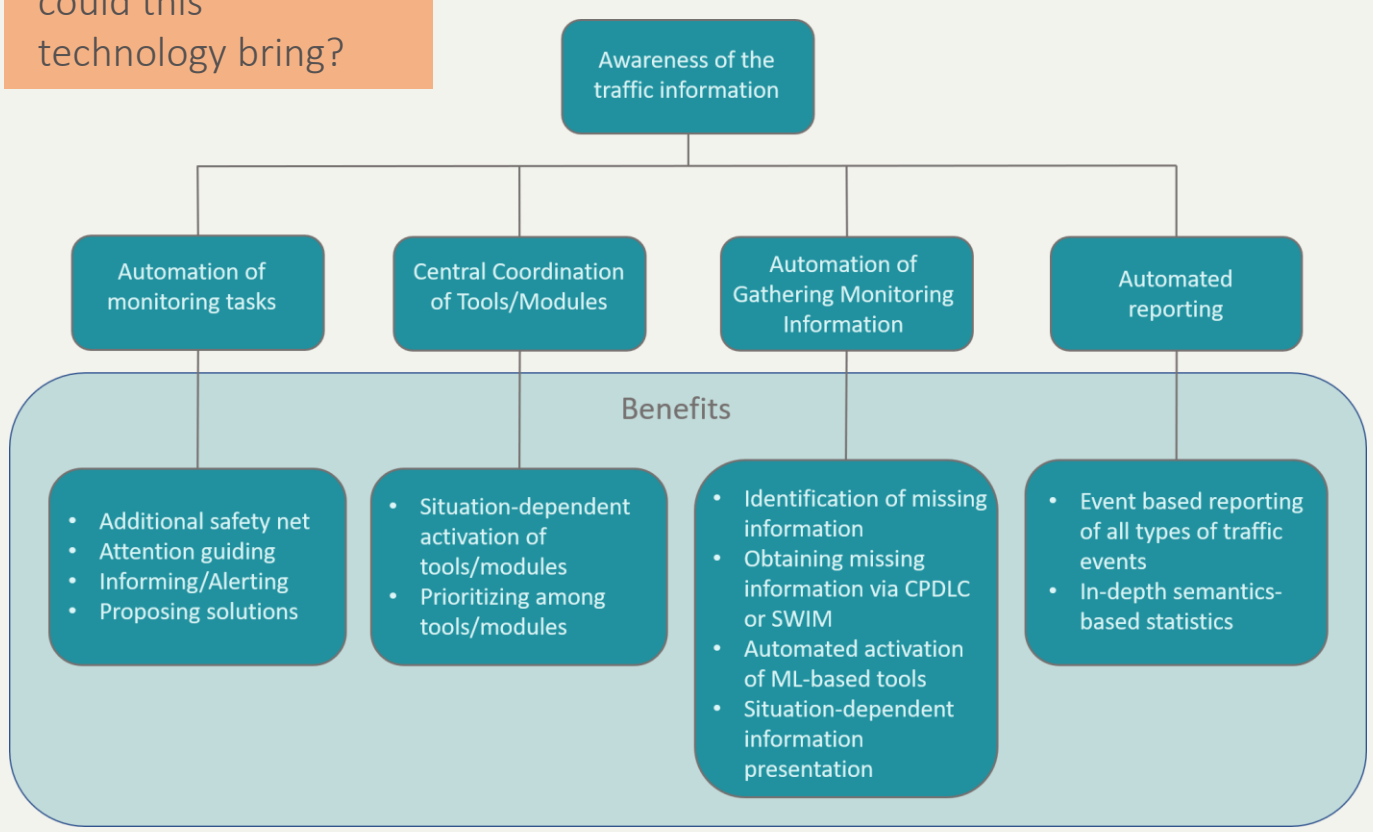 could this
technology bring?
Awareness of the
traffic information
Automation of
monitoring tasks
Central Coordination
of Tools/Modules
Automation of
Gathering Monitoring
Information
Automated
reporting
Benefits
• Additional safety net
• Attention guiding
• Informing/Alerting
• Proposing solutions
• Situation-dependent
activation of
tools/modules
• Prioritizing among
tools/modules
• Identification of missing
information
• Obtaining missing
information via CPDLC
or SWIM
• Automated activation
of ML-based tools
• Situation-dependent
information
presentation
• Event based reporting
of all types of traffic
events
• In-depth semantics-
based statistics